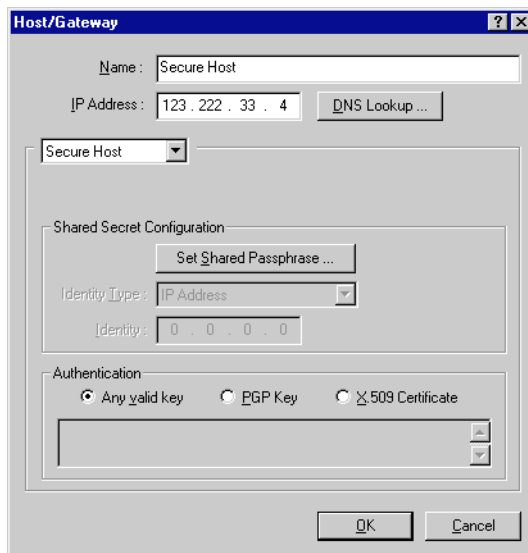 Host/Gateway
Name : Secure Host
IP Address : 123 . 222 . 33 . 4 DNS Lookup ...
Secure Host
Shared Secret Configuration
Set Shared Passphrase ...
Identity Type : IP Address
Identity : 0 . 0 . 0 . 0
Authentication
Any valid key PGP Key X.509 Certificate
OK Cancel